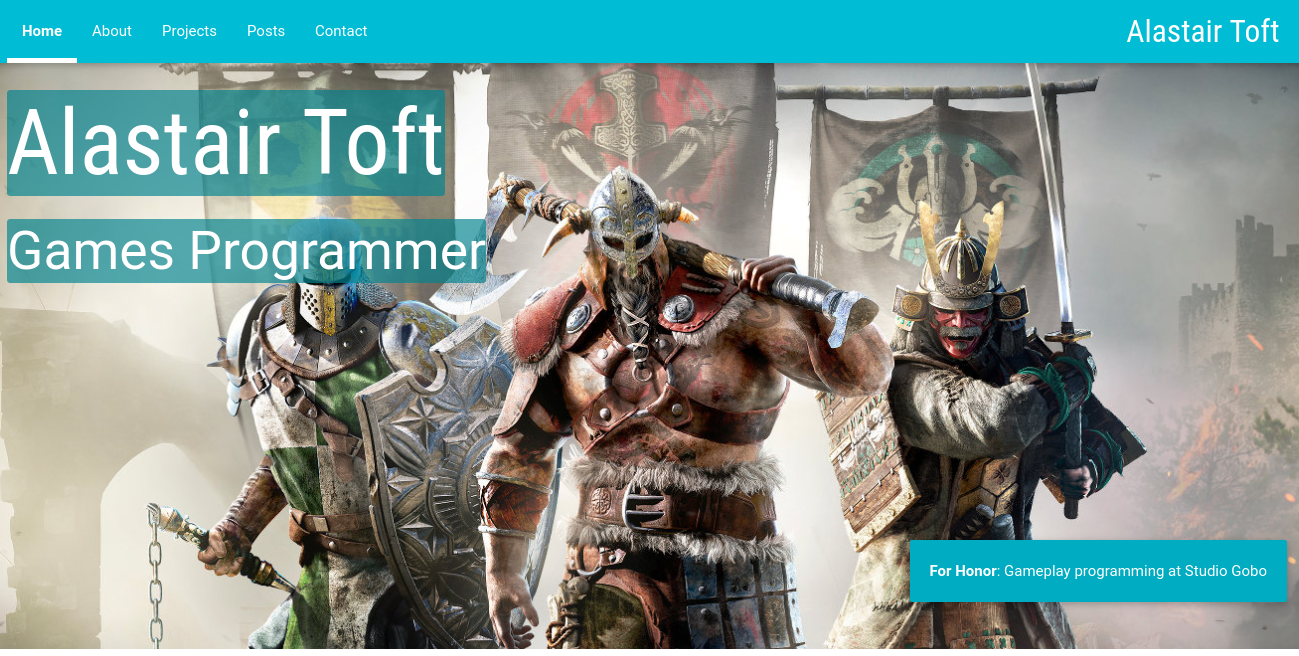 Home About Projects Posts Contact Alastair Toft
Alastair Toft
Games Programmer
For Honor: Gameplay programming at Studio Gobo